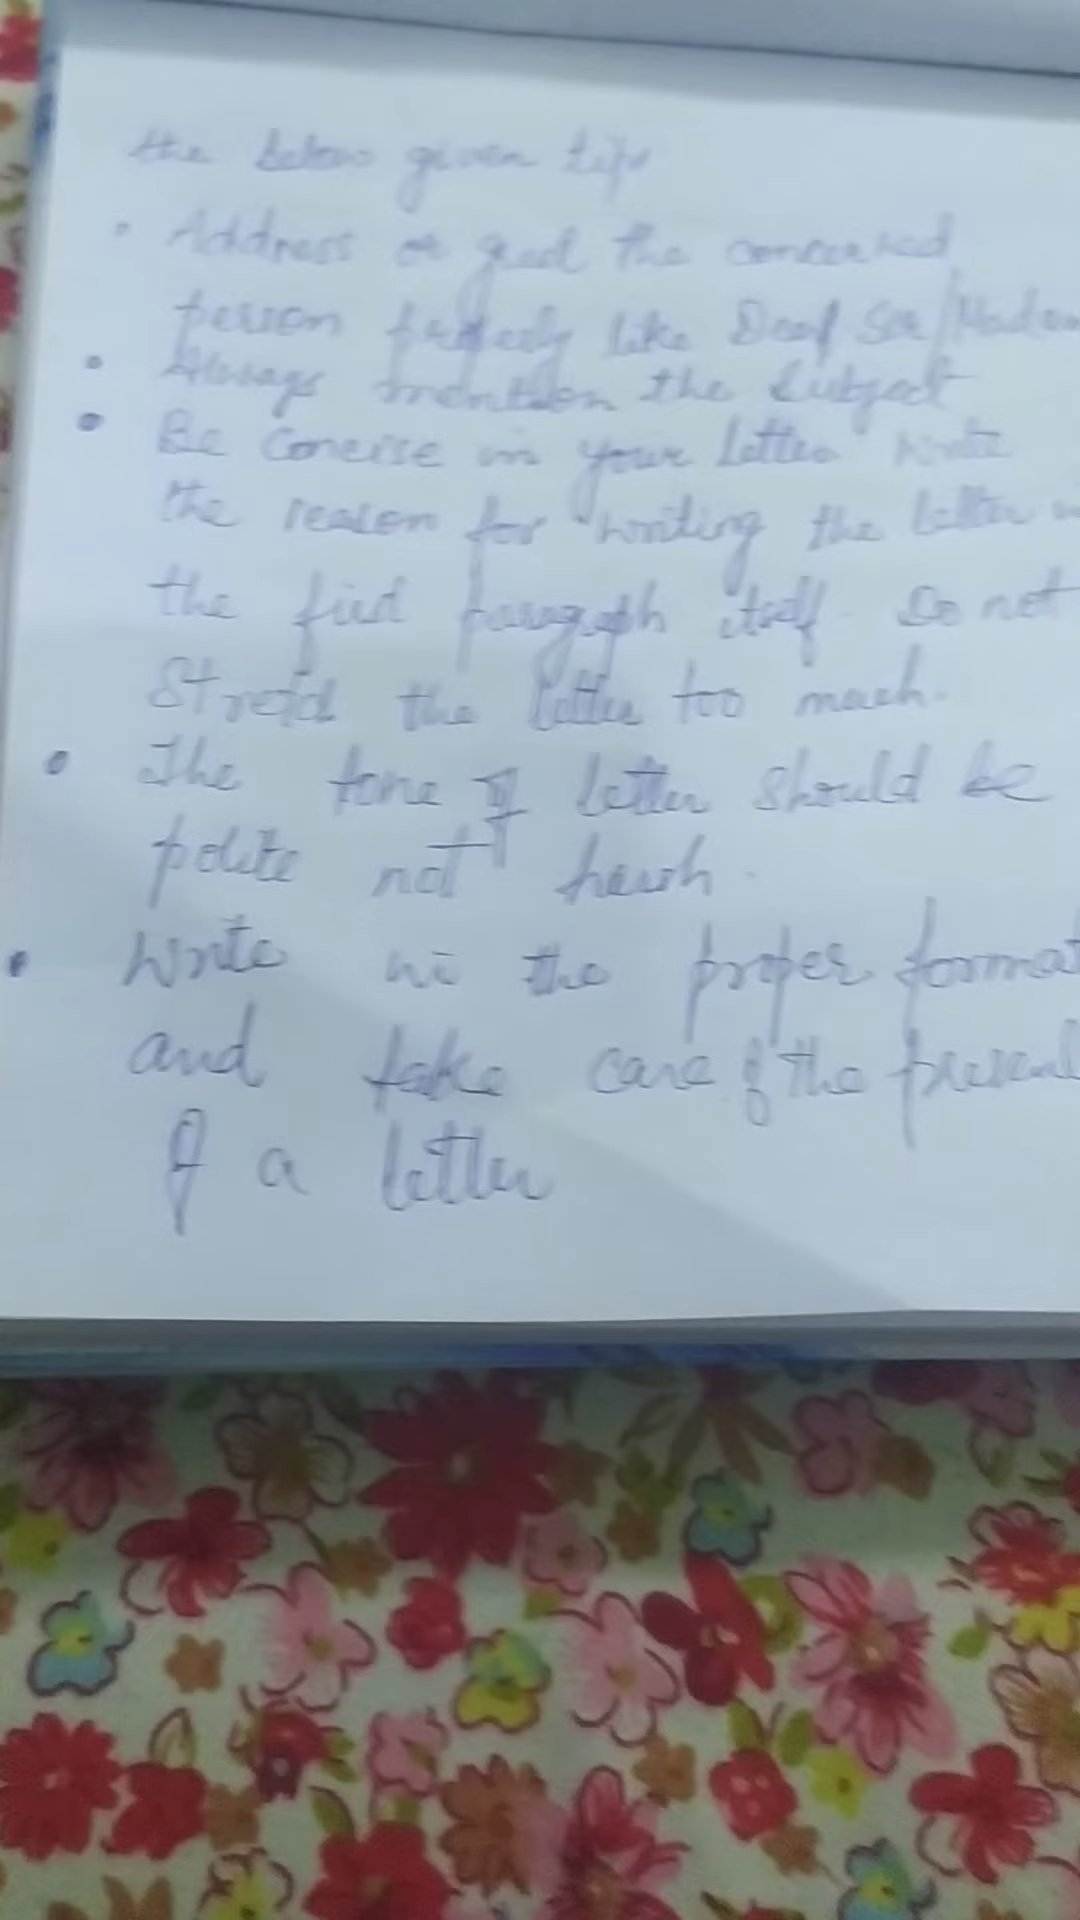 the below given tips
• Address or greet the concerned
person properly like Dear Sir/Madam
• Always mention the Subject
• Be concise in your letter write
the reason for writing the letter in
the first paragraph itself. Do not
stretch the letter too much.
• The tone of letter should be
polite not harsh.
• Write in the proper format
and take care of the
of a letter